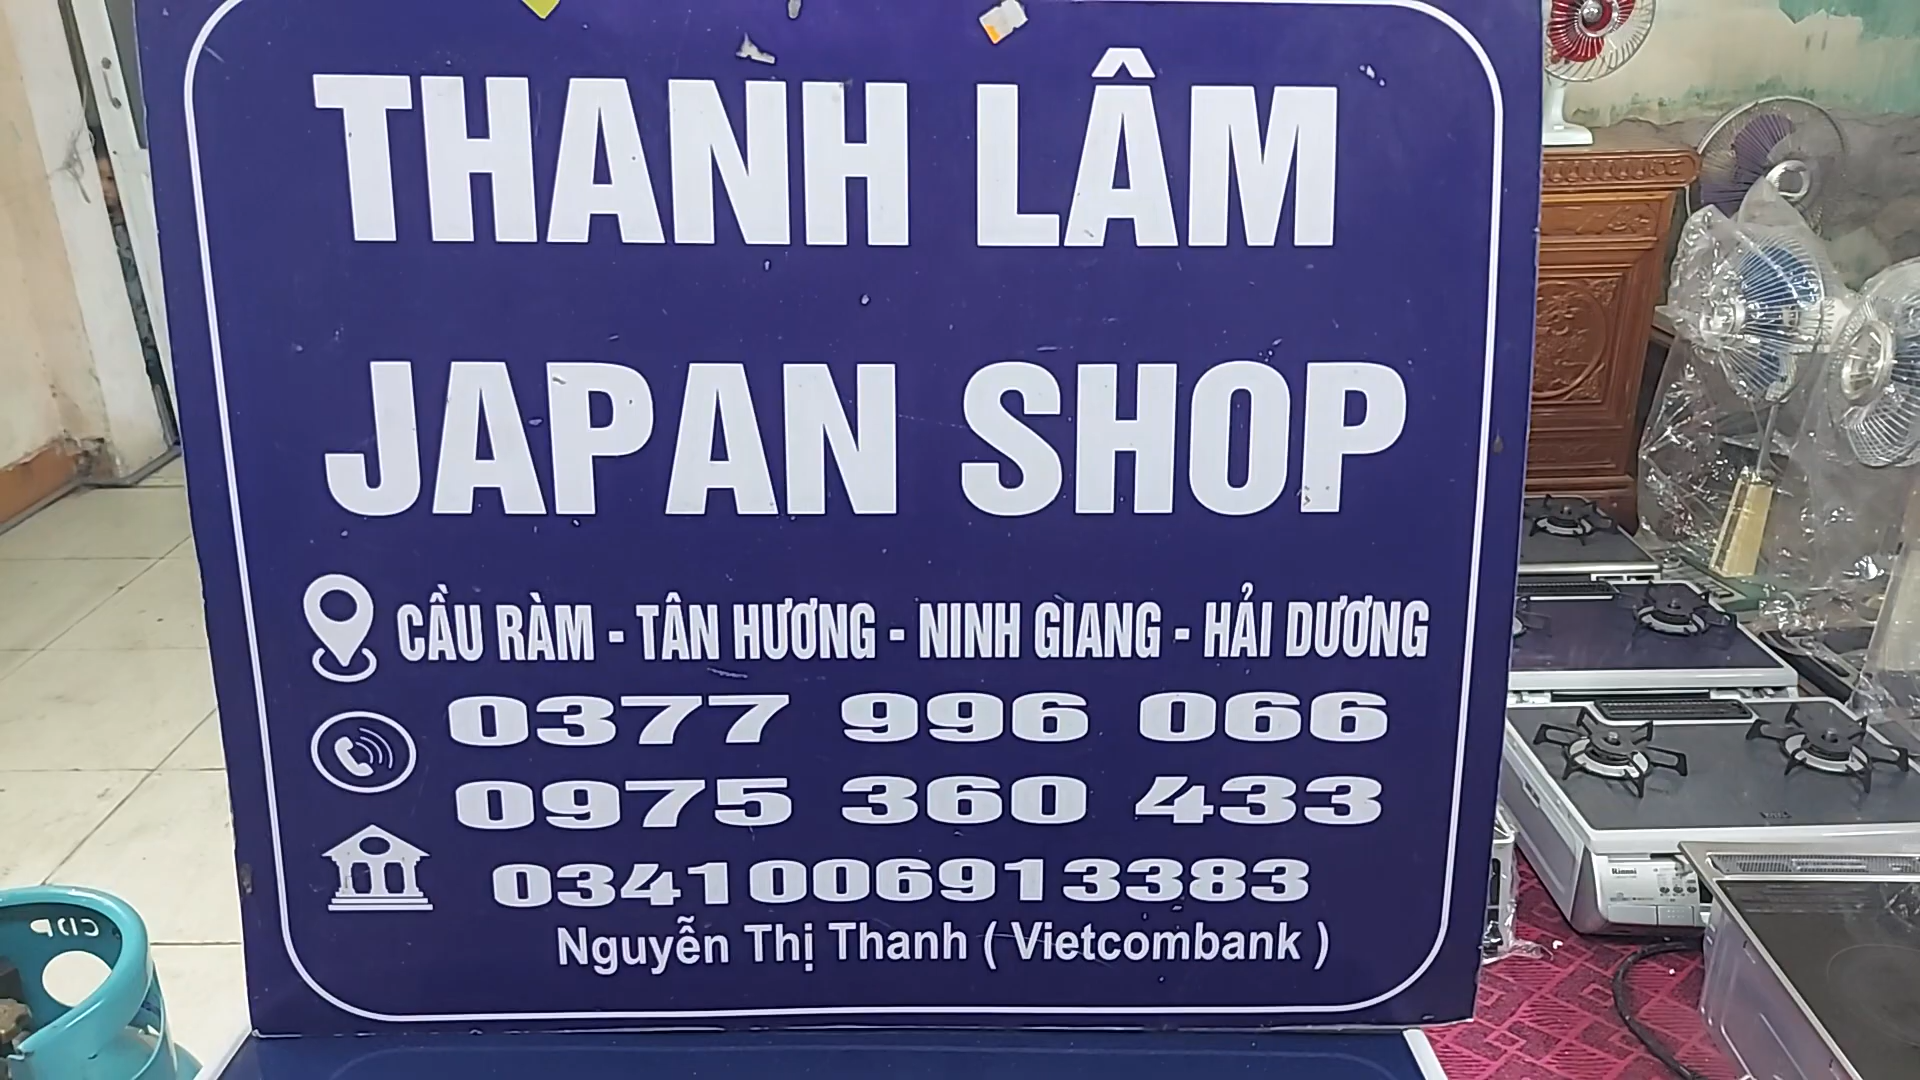 THANH LÂM
JAPAN SHOP
CẦU RÀM - TÂN HƯƠNG - NINH GIANG - HẢI DƯƠNG
0377 996 066
0975 360 433
0341006913383
Nguyễn Thị Thanh ( Vietcombank )
Rinnai